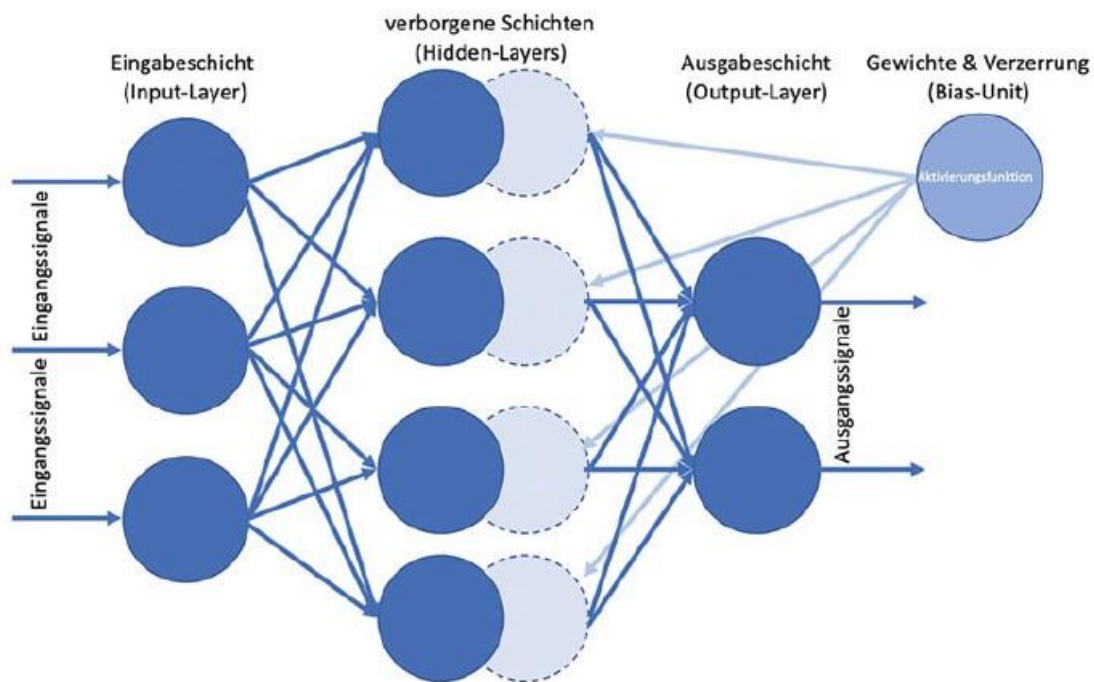 verborgene Schichten
(Hidden-Layers)
Eingabeschicht
(Input-Layer)
Ausgabeschicht
(Output-Layer)
Gewichte & Verzerrung
(Bias-Unit)
Aktivierungsfunktion
Eingangssignale
Eingangssignale
Ausgangssignale